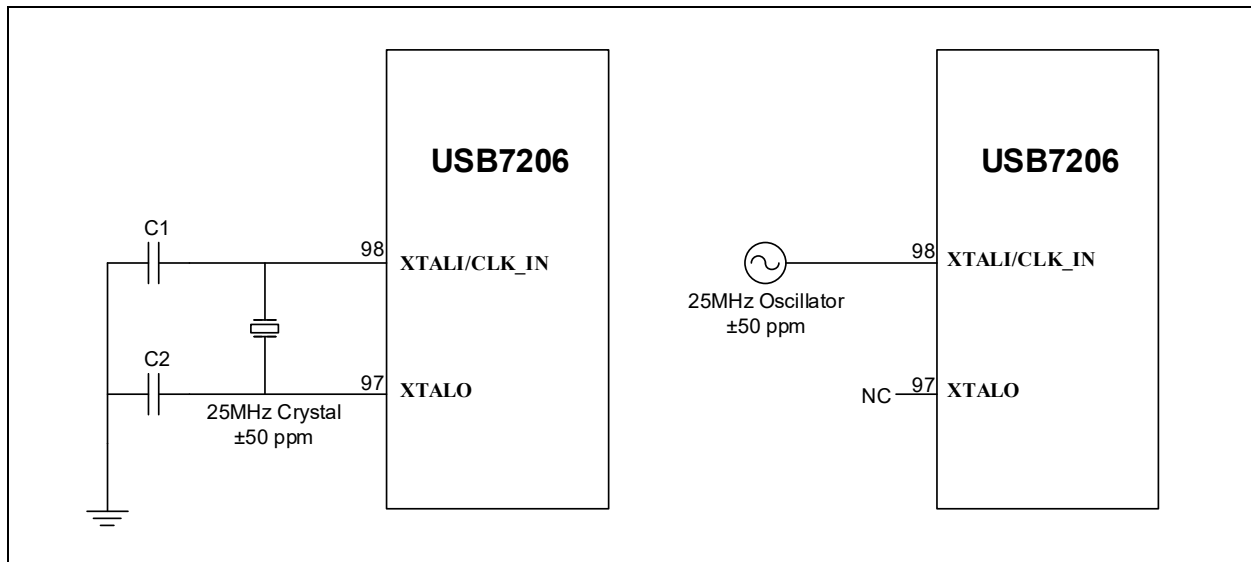 USB7206
C1
98
XTALI/CLK_IN
C2
97
XTALO
25MHz Crystal
±50 ppm
USB7206
98
XTALI/CLK_IN
25MHz Oscillator
±50 ppm
NC
97
XTALO